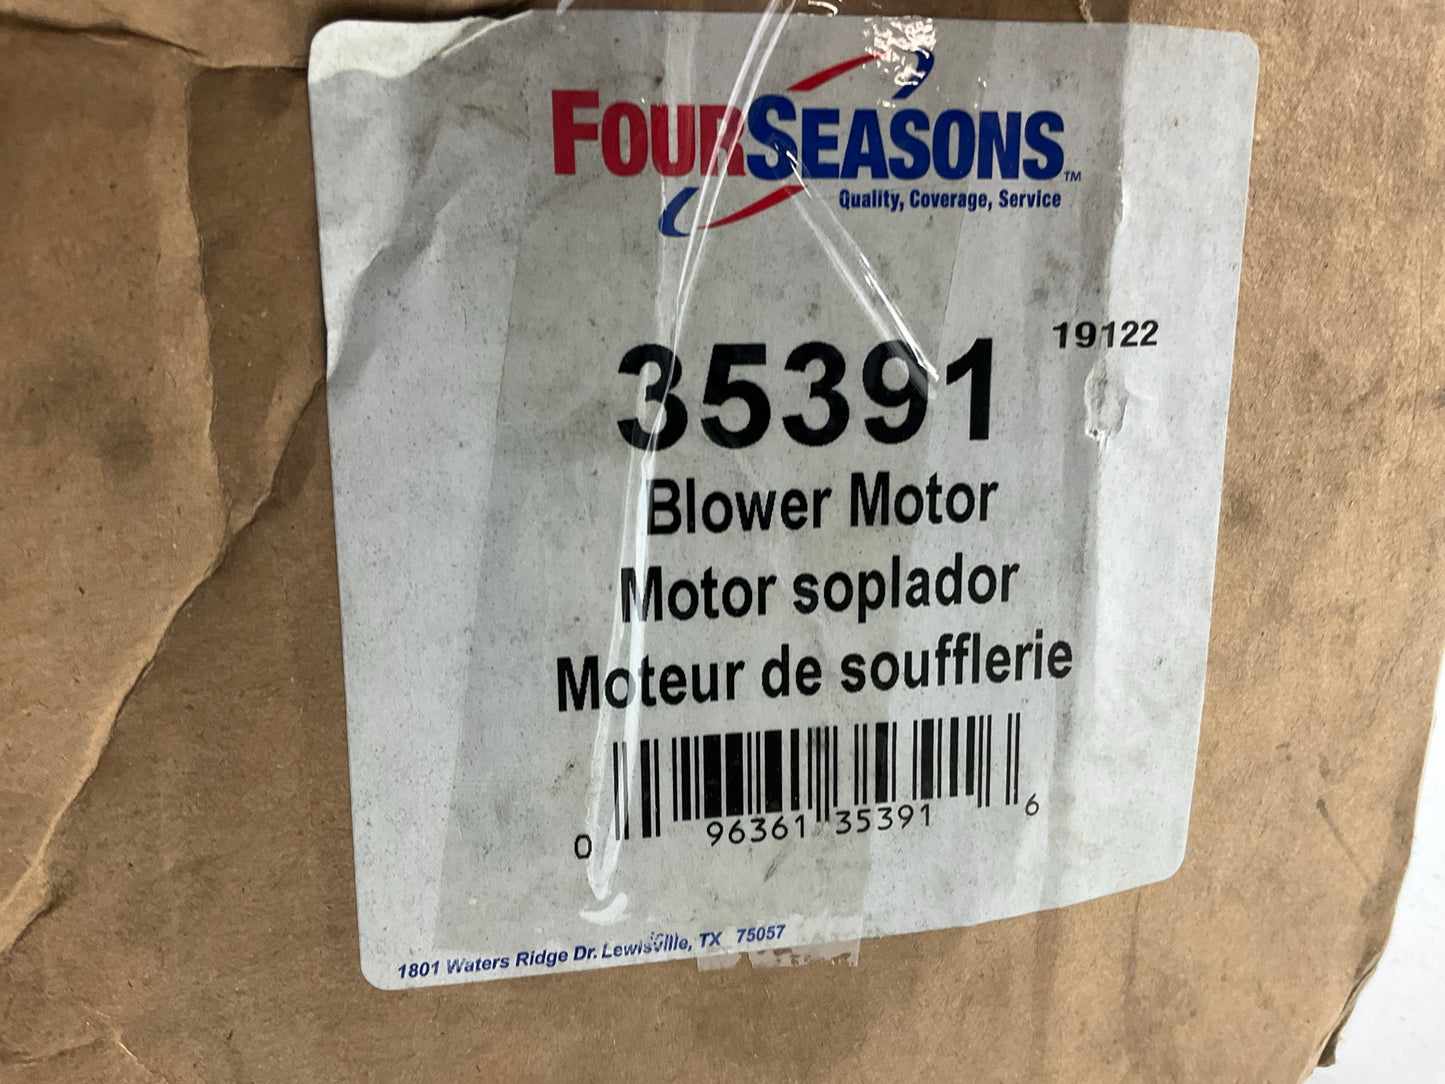 FOURSEASONS™
Quality, Coverage, Service
19122
35391
Blower Motor
Motor soplador
Moteur de soufflerie
0 96361 35391 6
1801 Waters Ridge Dr. Lewisville, TX 75057